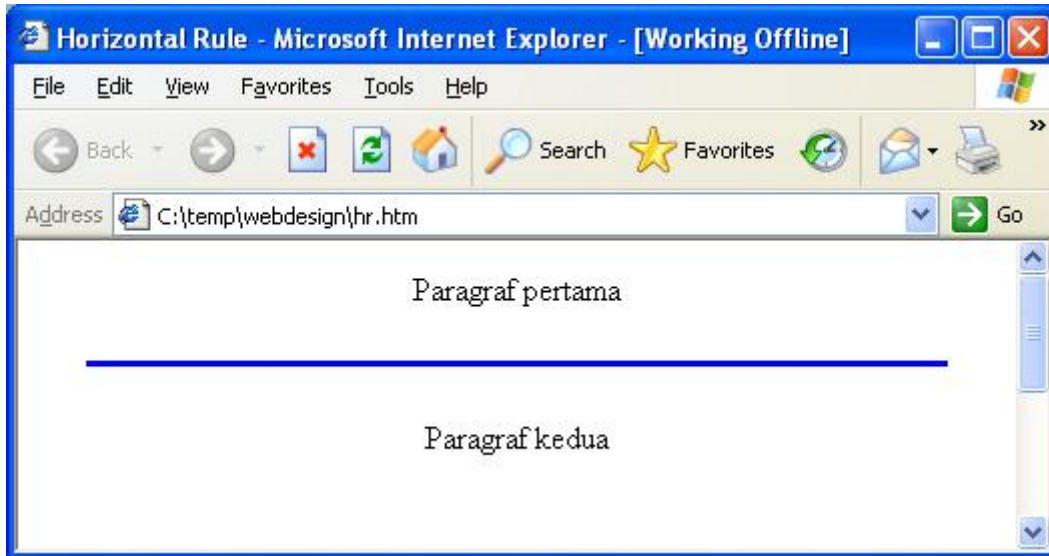 Horizontal Rule - Microsoft Internet Explorer - [Working Offline]
File Edit View Favorites Tools Help
Back Search Favorites »
Address C:\temp\webdesign\hr.htm Go
Paragraf pertama
Paragraf kedua